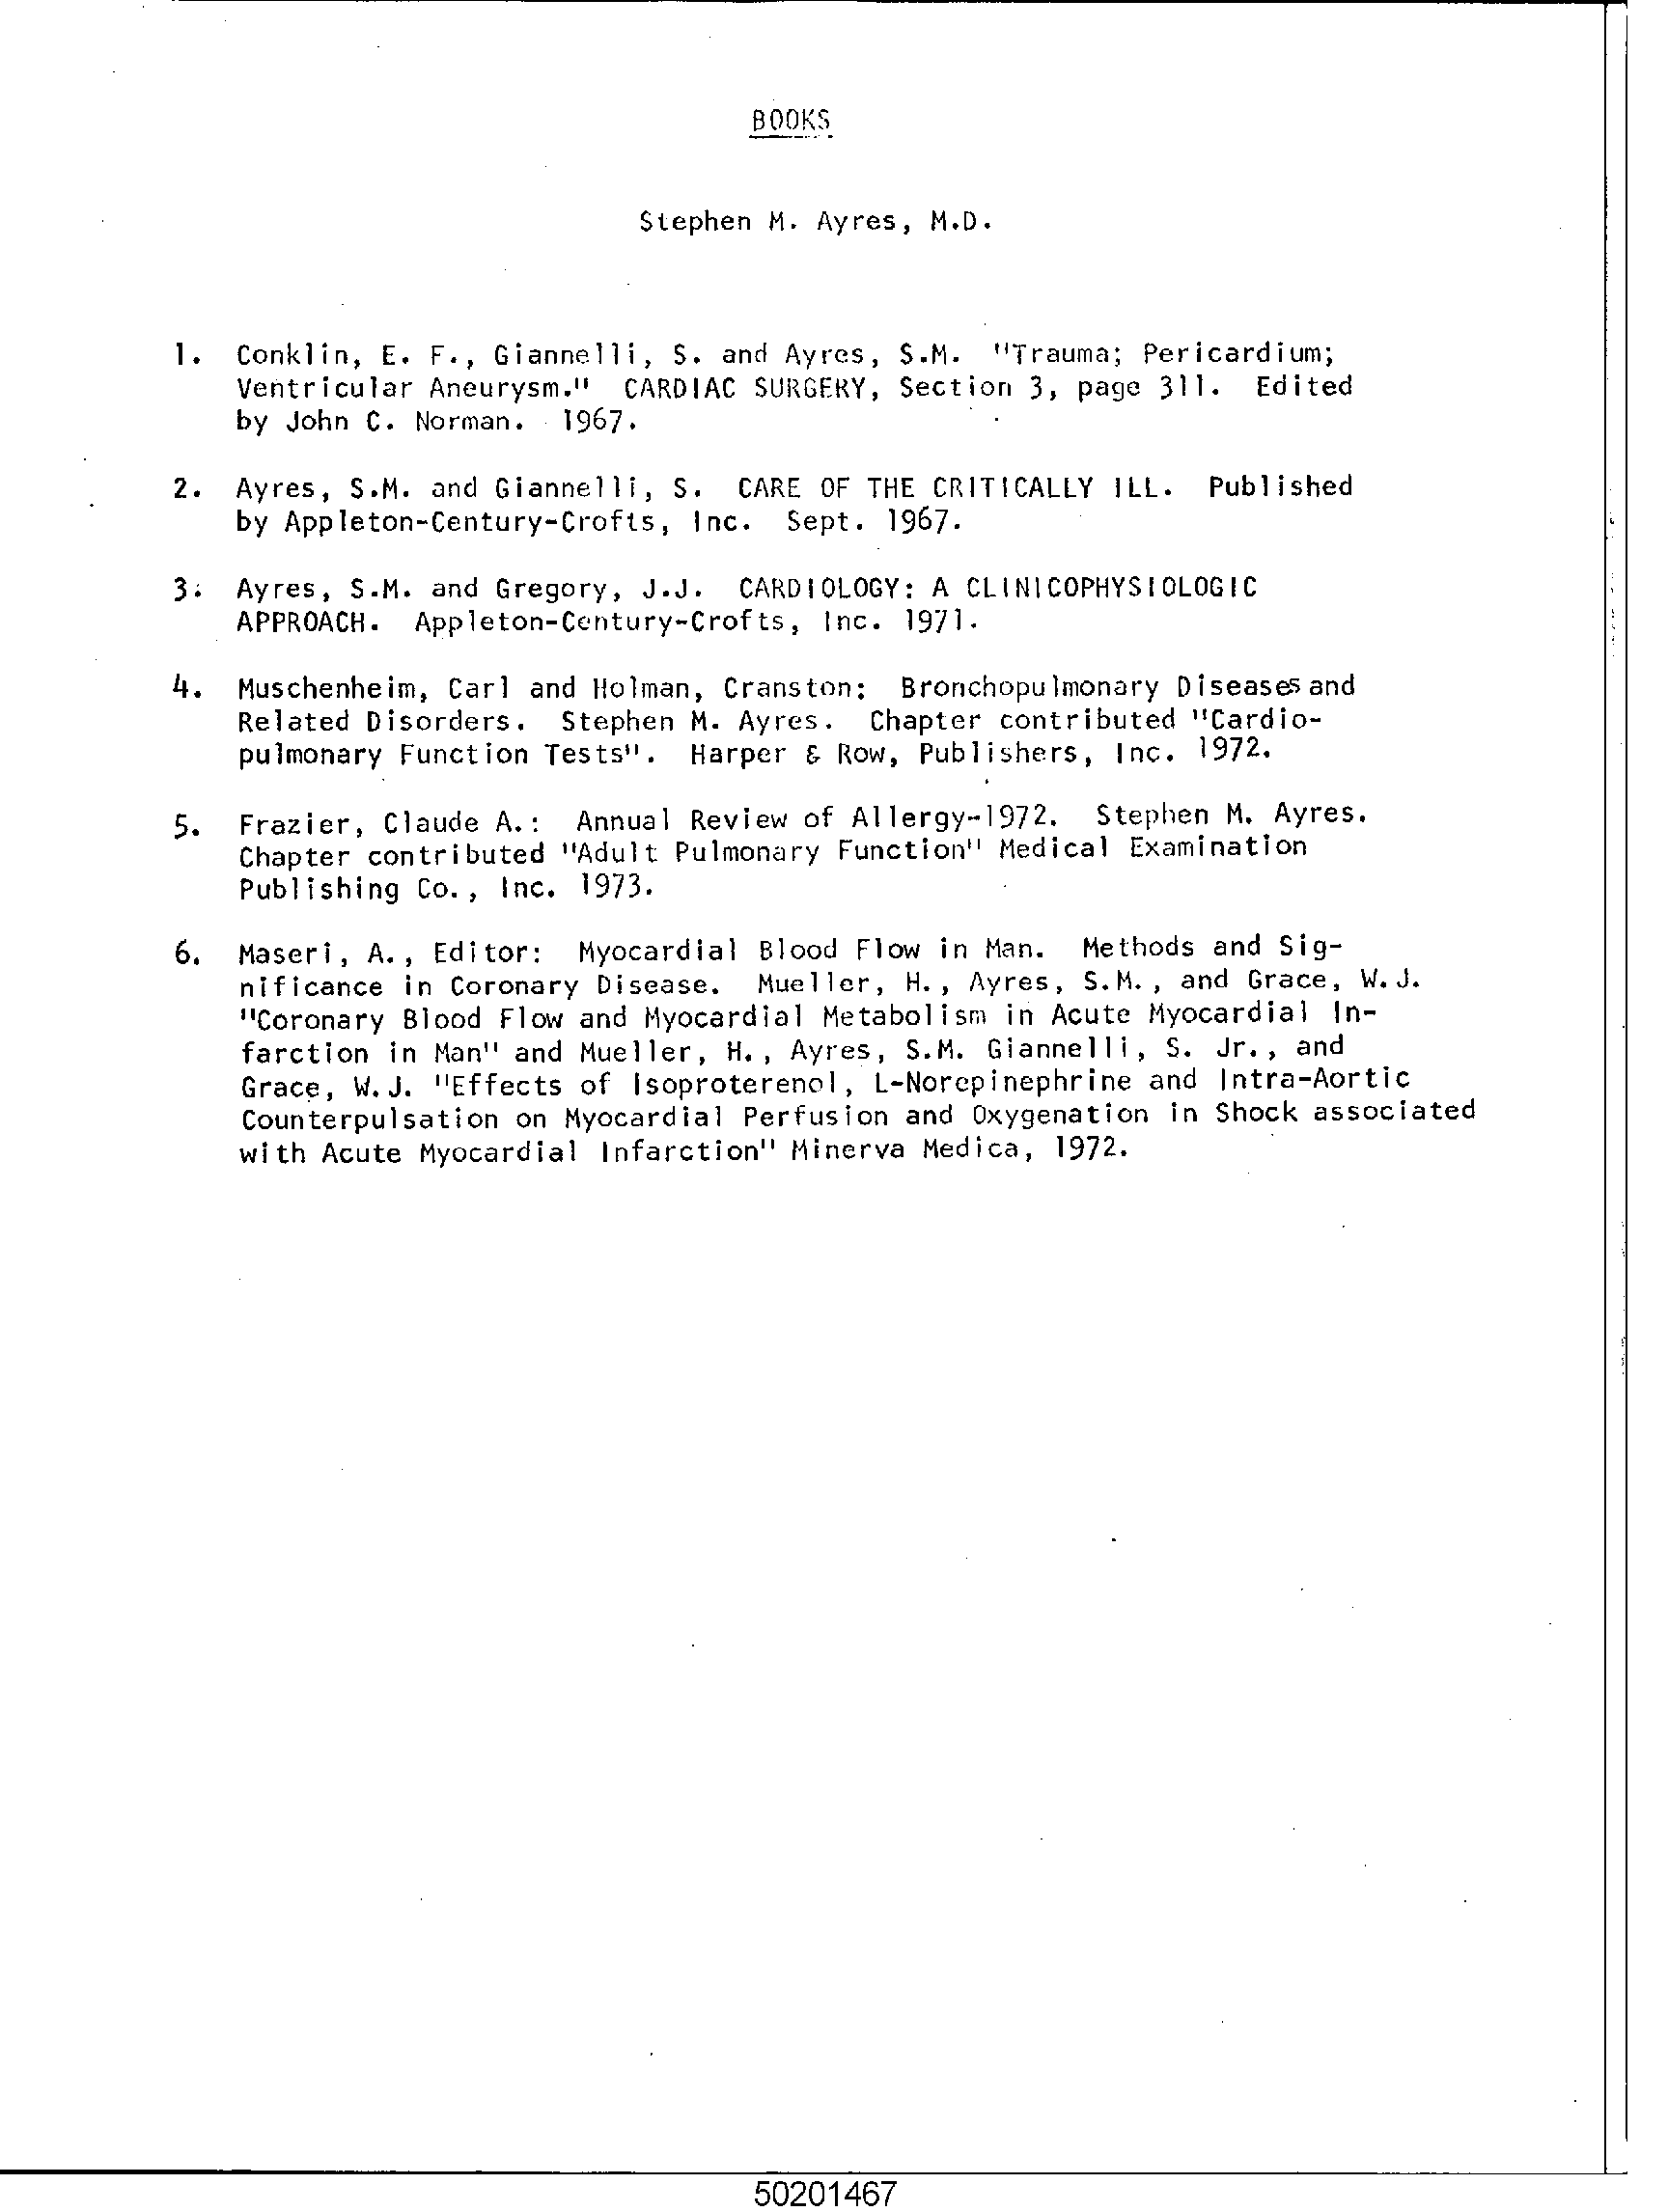 BOOKS
Stephen M. Ayres, M.D.
1. Conklin, E. F., Giannelli, S. and Ayres, S.M. "Trauma; Pericardium;
Ventricular Aneurysm." CARDIAC SURGERY, Section 3, page 311. Edited
by John C. Norman. 1967.
2. Ayres, S.M. and Giannelli, S. CARE OF THE CRITICALLY ILL. Published
by Appleton-Century-Crofts, Inc. Sept. 1967.
3. Ayres, S.M. and Gregory, J.J. CARDIOLOGY: A CLINICOPHYSIOLOGIC
APPROACH. Appleton-Century-Crofts, Inc. 1971.
4. Muschenheim, Carl and Holman, Cranston: Bronchopulmonary Diseases and
Related Disorders. Stephen M. Ayres. Chapter contributed "Cardio-
pulmonary Function Tests". Harper & Row, Publishers, Inc. 1972.
5. Frazier, Claude A.: Annual Review of Allergy-1972. Stephen M. Ayres.
Chapter contributed "Adult Pulmonary Function" Medical Examination
Publishing Co., Inc. 1973.
6. Maseri, A., Editor: Myocardial Blood Flow in Man. Methods and Sig-
nificance in Coronary Disease. Mueller, H., Ayres, S.M., and Grace, W.J.
"Coronary Blood Flow and Myocardial Metabolism in Acute Myocardial In-
farction in Man" and Mueller, H., Ayres, S.M. Giannelli, S. Jr., and
Grace, W.J. "Effects of Isoproterenol, L-Norepinephrine and Intra-Aortic
Counterpulsation on Myocardial Perfusion and Oxygenation in Shock associated
with Acute Myocardial Infarction" Minerva Medica, 1972.
50201467